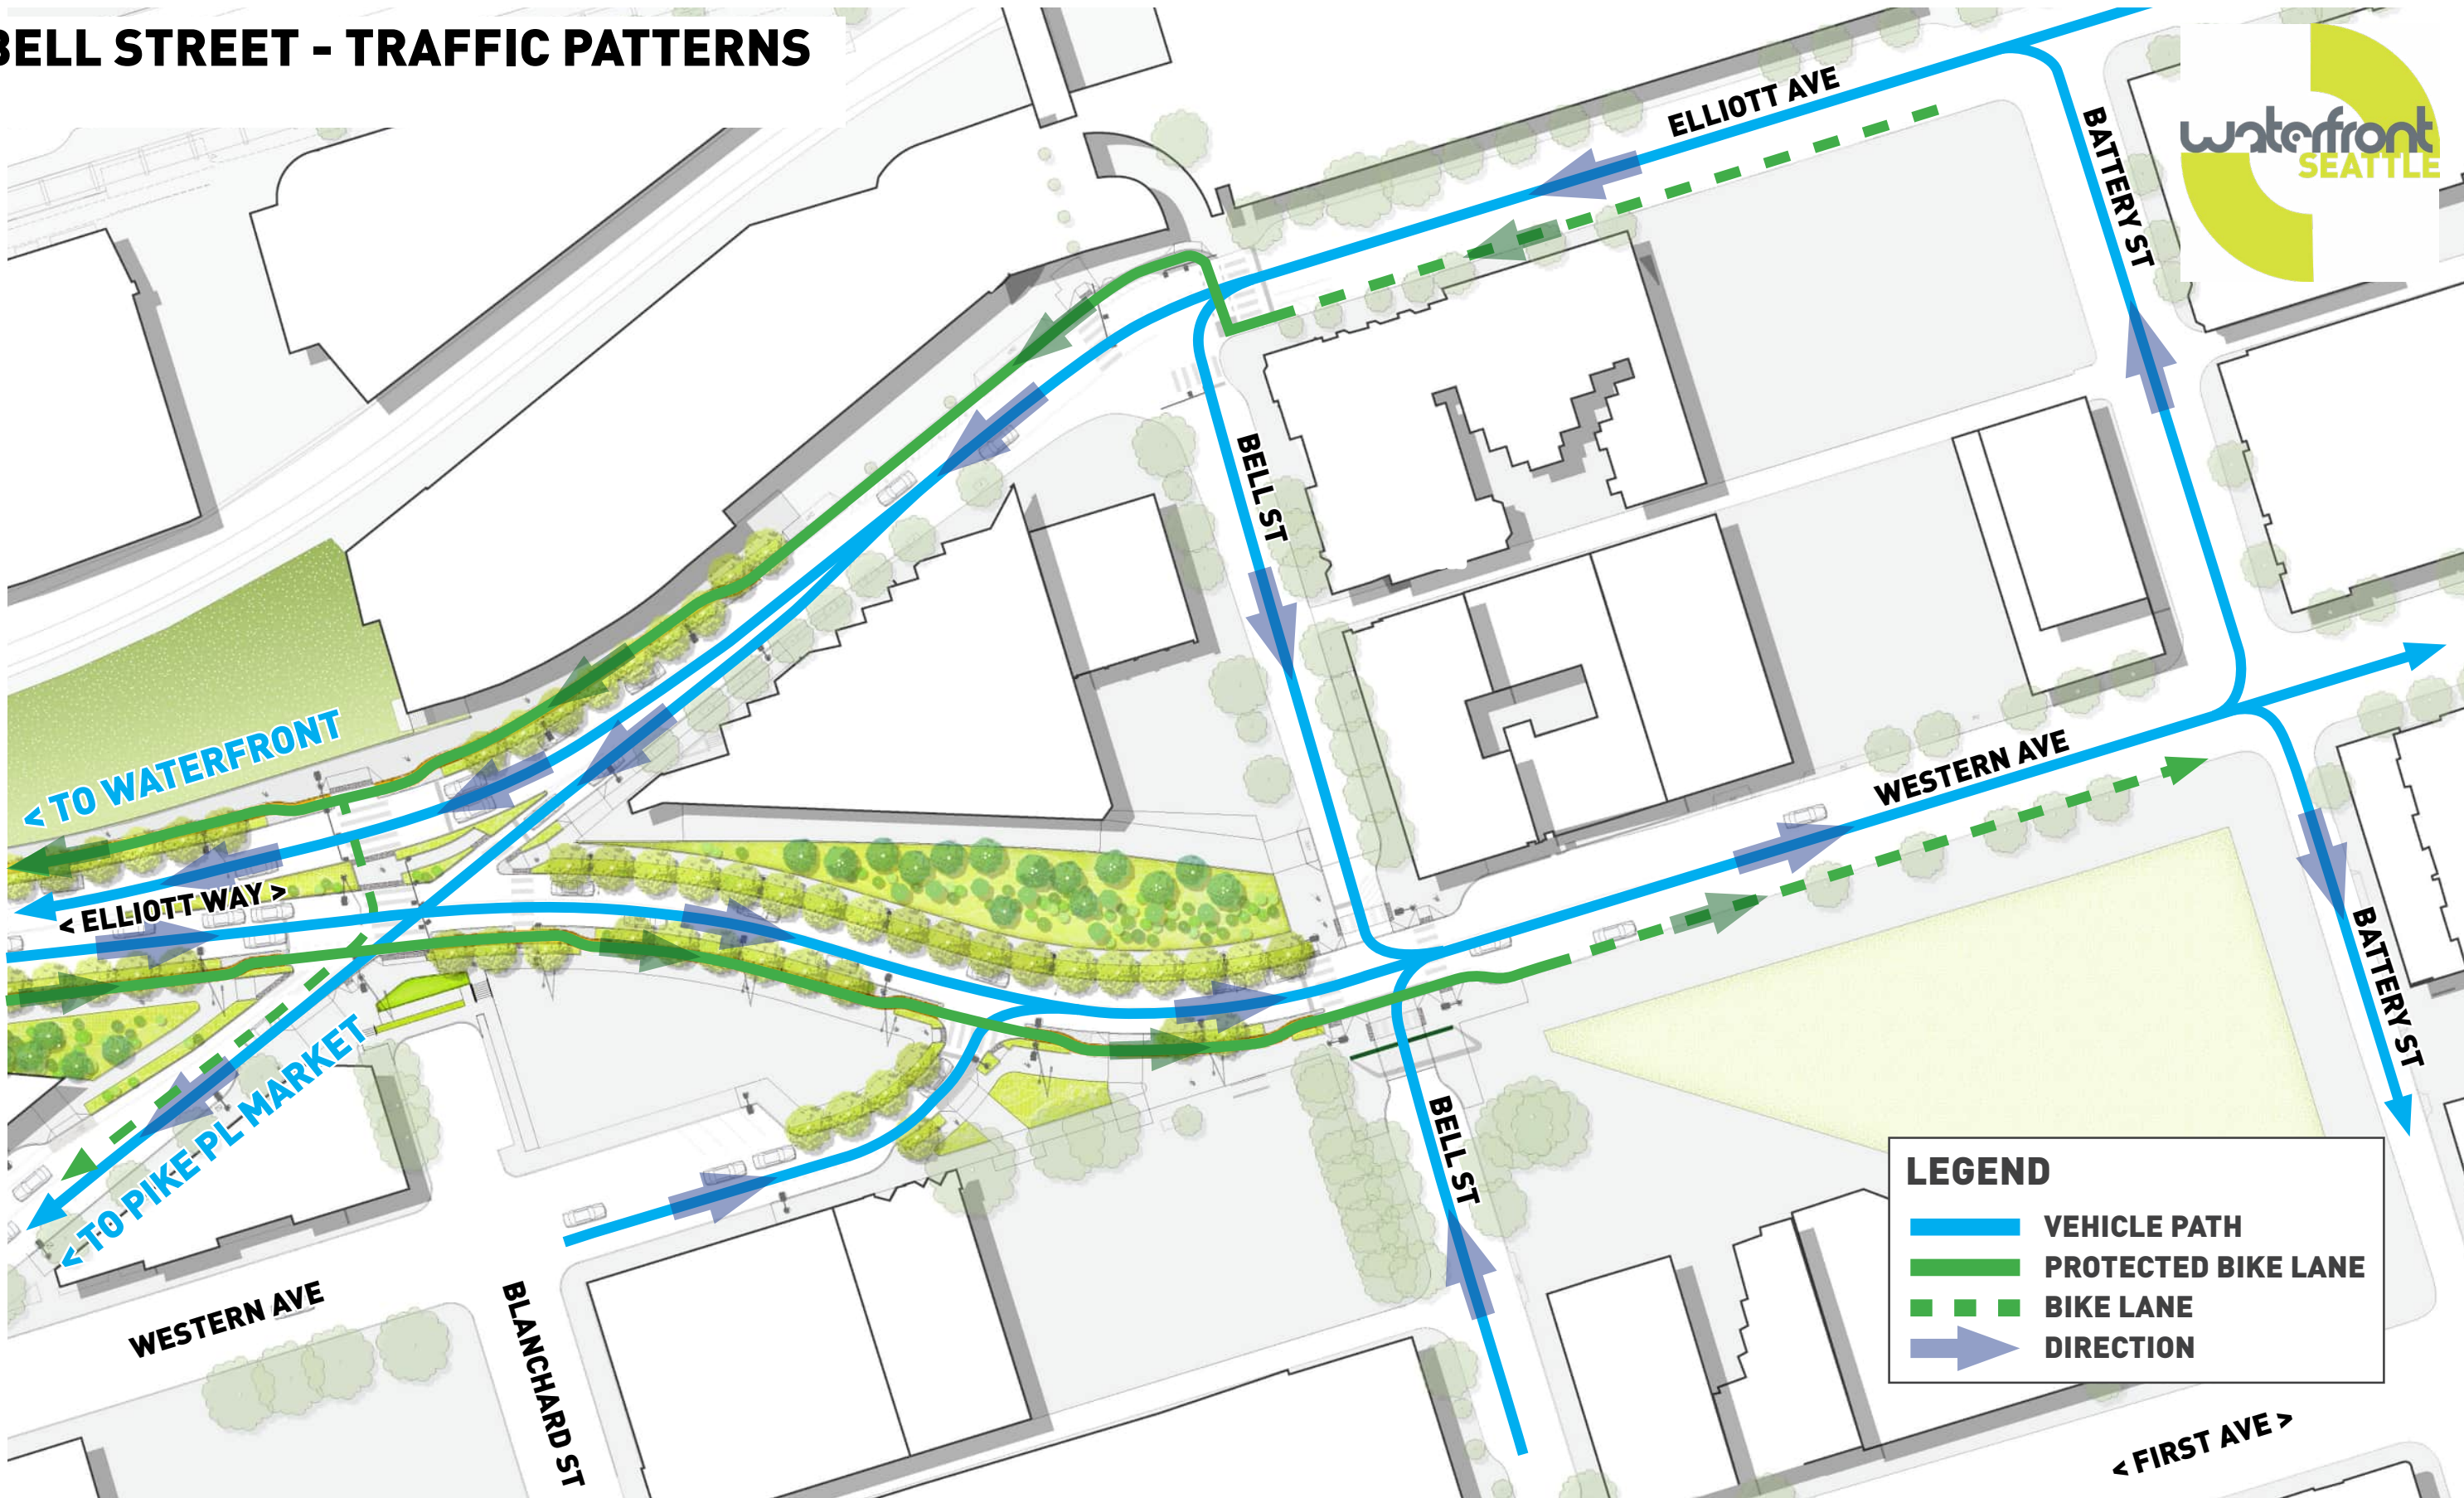 BELL STREET - TRAFFIC PATTERNS
waterfront
SEATTLE
ELLIOTT AVE
BATTERY ST
BELL ST
< TO WATERFRONT
WESTERN AVE
< ELLIOTT WAY >
BATTERY ST
< TO PIKE PL MARKET
BELL ST
WESTERN AVE
BLANCHARD ST
LEGEND
VEHICLE PATH
PROTECTED BIKE LANE
BIKE LANE
DIRECTION
< FIRST AVE >